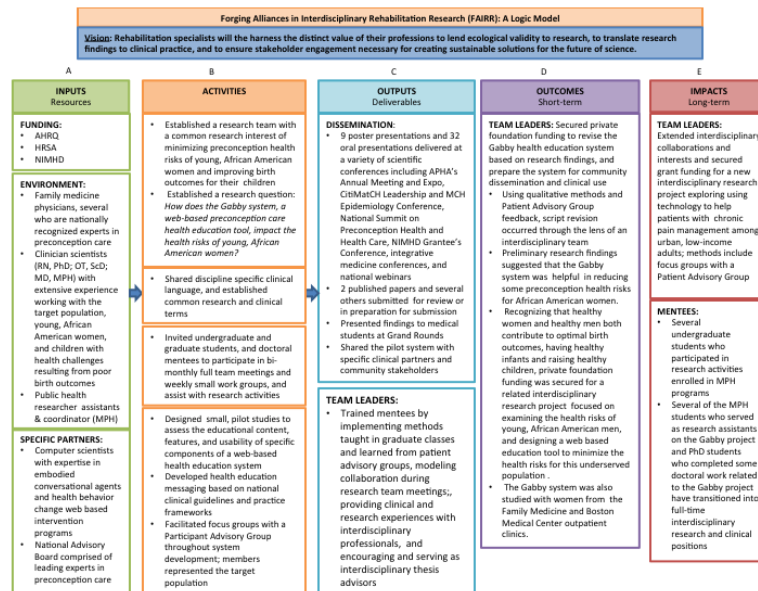 Forging Alliances in Interdisciplinary Rehabilitation Research (FAIRR): A Logic Model
Vision: Rehabilitation specialists will the harness the distinct value of their professions to lend ecological validity to research, to translate research
findings to clinical practice, and to ensure stakeholder engagement necessary for creating sustainable solutions for the future of science.
A
B
C
D
E
INPUTS
Resources
FUNDING:
• AHRQ
• HRSA
• NIMHD
ENVIRONMENT:
• Family medicine
physicians, several
who are nationally
recognized experts in
preconception care
• Clinician scientists
(RN, PhD; OT, ScD;
MD, MPH) with
extensive experience
working with the
target population,
young, African
American women,
and children with
health challenges
resulting from poor
birth outcomes
• Public health
researcher assistants
& coordinator (MPH)
SPECIFIC PARTNERS:
• Computer scientists
with expertise in
embodied
conversational agents
and health behavior
change web based
intervention
programs
• National Advisory
Board comprised of
leading experts in
preconception care
ACTIVITIES
• Established a research team with
a common research interest of
minimizing preconception health
risks of young, African American
women and improving birth
outcomes for their children
• Established a research question:
How does the Gabby system, a
web-based preconception care
health education tool, impact the
health risks of young, African
American women?
• Shared discipline specific clinical
language, and established
common research and clinical
terms
• Invited undergraduate and
graduate students, and doctoral
mentees to participate in bi-
monthly full team meetings and
weekly small work groups, and
assist with research activities
• Designed small, pilot studies to
assess the educational content,
features, and usability of specific
components of a web-based
health education system
• Developed health education
messaging based on national
clinical guidelines and practice
frameworks
• Facilitated focus groups with a
Participant Advisory Group
throughout system
development; members
represented the target
population
OUTPUTS
Deliverables
DISSEMINATION:
• 9 poster presentations and 32
oral presentations delivered at
a variety of scientific
conferences including APHA's
Annual Meeting and Expo,
CitiMatCH Leadership and MCH
Epidemiology Conference,
National Summit on
Preconception Health and
Health Care, NIMHD Grantee's
Conference, integrative
medicine conferences, and
national webinars
• 2 published papers and several
others submitted for review or
in preparation for submission
• Presented findings to medical
students at Grand Rounds
• Shared the pilot system with
specific clinical partners and
community stakeholders
TEAM LEADERS:
• Trained mentees by
implementing methods
taught in graduate classes
and learned from patient
advisory groups, modeling
collaboration during
research team meetings;,
providing clinical and
research experiences with
interdisciplinary
professionals, and
encouraging and serving as
interdisciplinary thesis
advisors
OUTCOMES
Short-term
TEAM LEADERS: Secured private
foundation funding to revise the
Gabby health education system
based on research findings, and
prepare the system for community
dissemination and clinical use
• Using qualitative methods and
Patient Advisory Group
feedback, script revision
occurred through the lens of an
interdisciplinary team
• Preliminary research findings
suggested that the Gabby
system was helpful in reducing
some preconception health risks
for African American women.
• Recognizing that healthy
women and healthy men both
contribute to optimal birth
outcomes, having healthy
infants and raising healthy
children, private foundation
funding was secured for a
related interdisciplinary
research project focused on
examining the health risks of
young, African American men,
and designing a web based
education tool to minimize the
health risks for this underserved
population .
• The Gabby system was also
studied with women from the
Family Medicine and Boston
Medical Center outpatient
clinics.
IMPACTS
Long-term
TEAM LEADERS:
Extended interdisciplinary
collaborations and
interests and secured
grant funding for a new
interdisciplinary research
project exploring using
technology to help
patients with chronic
pain management among
urban, low-income
adults; methods include
focus groups with a
Patient Advisory Group
MENTEES:
• Several
undergraduate
students who
participated in
research activities
enrolled in MPH
programs
• Several of the MPH
students who served
as research assistants
on the Gabby project
and PhD students
who completed some
doctoral work related
to the Gabby project
have transitioned into
full-time
interdisciplinary
research and clinical
positions